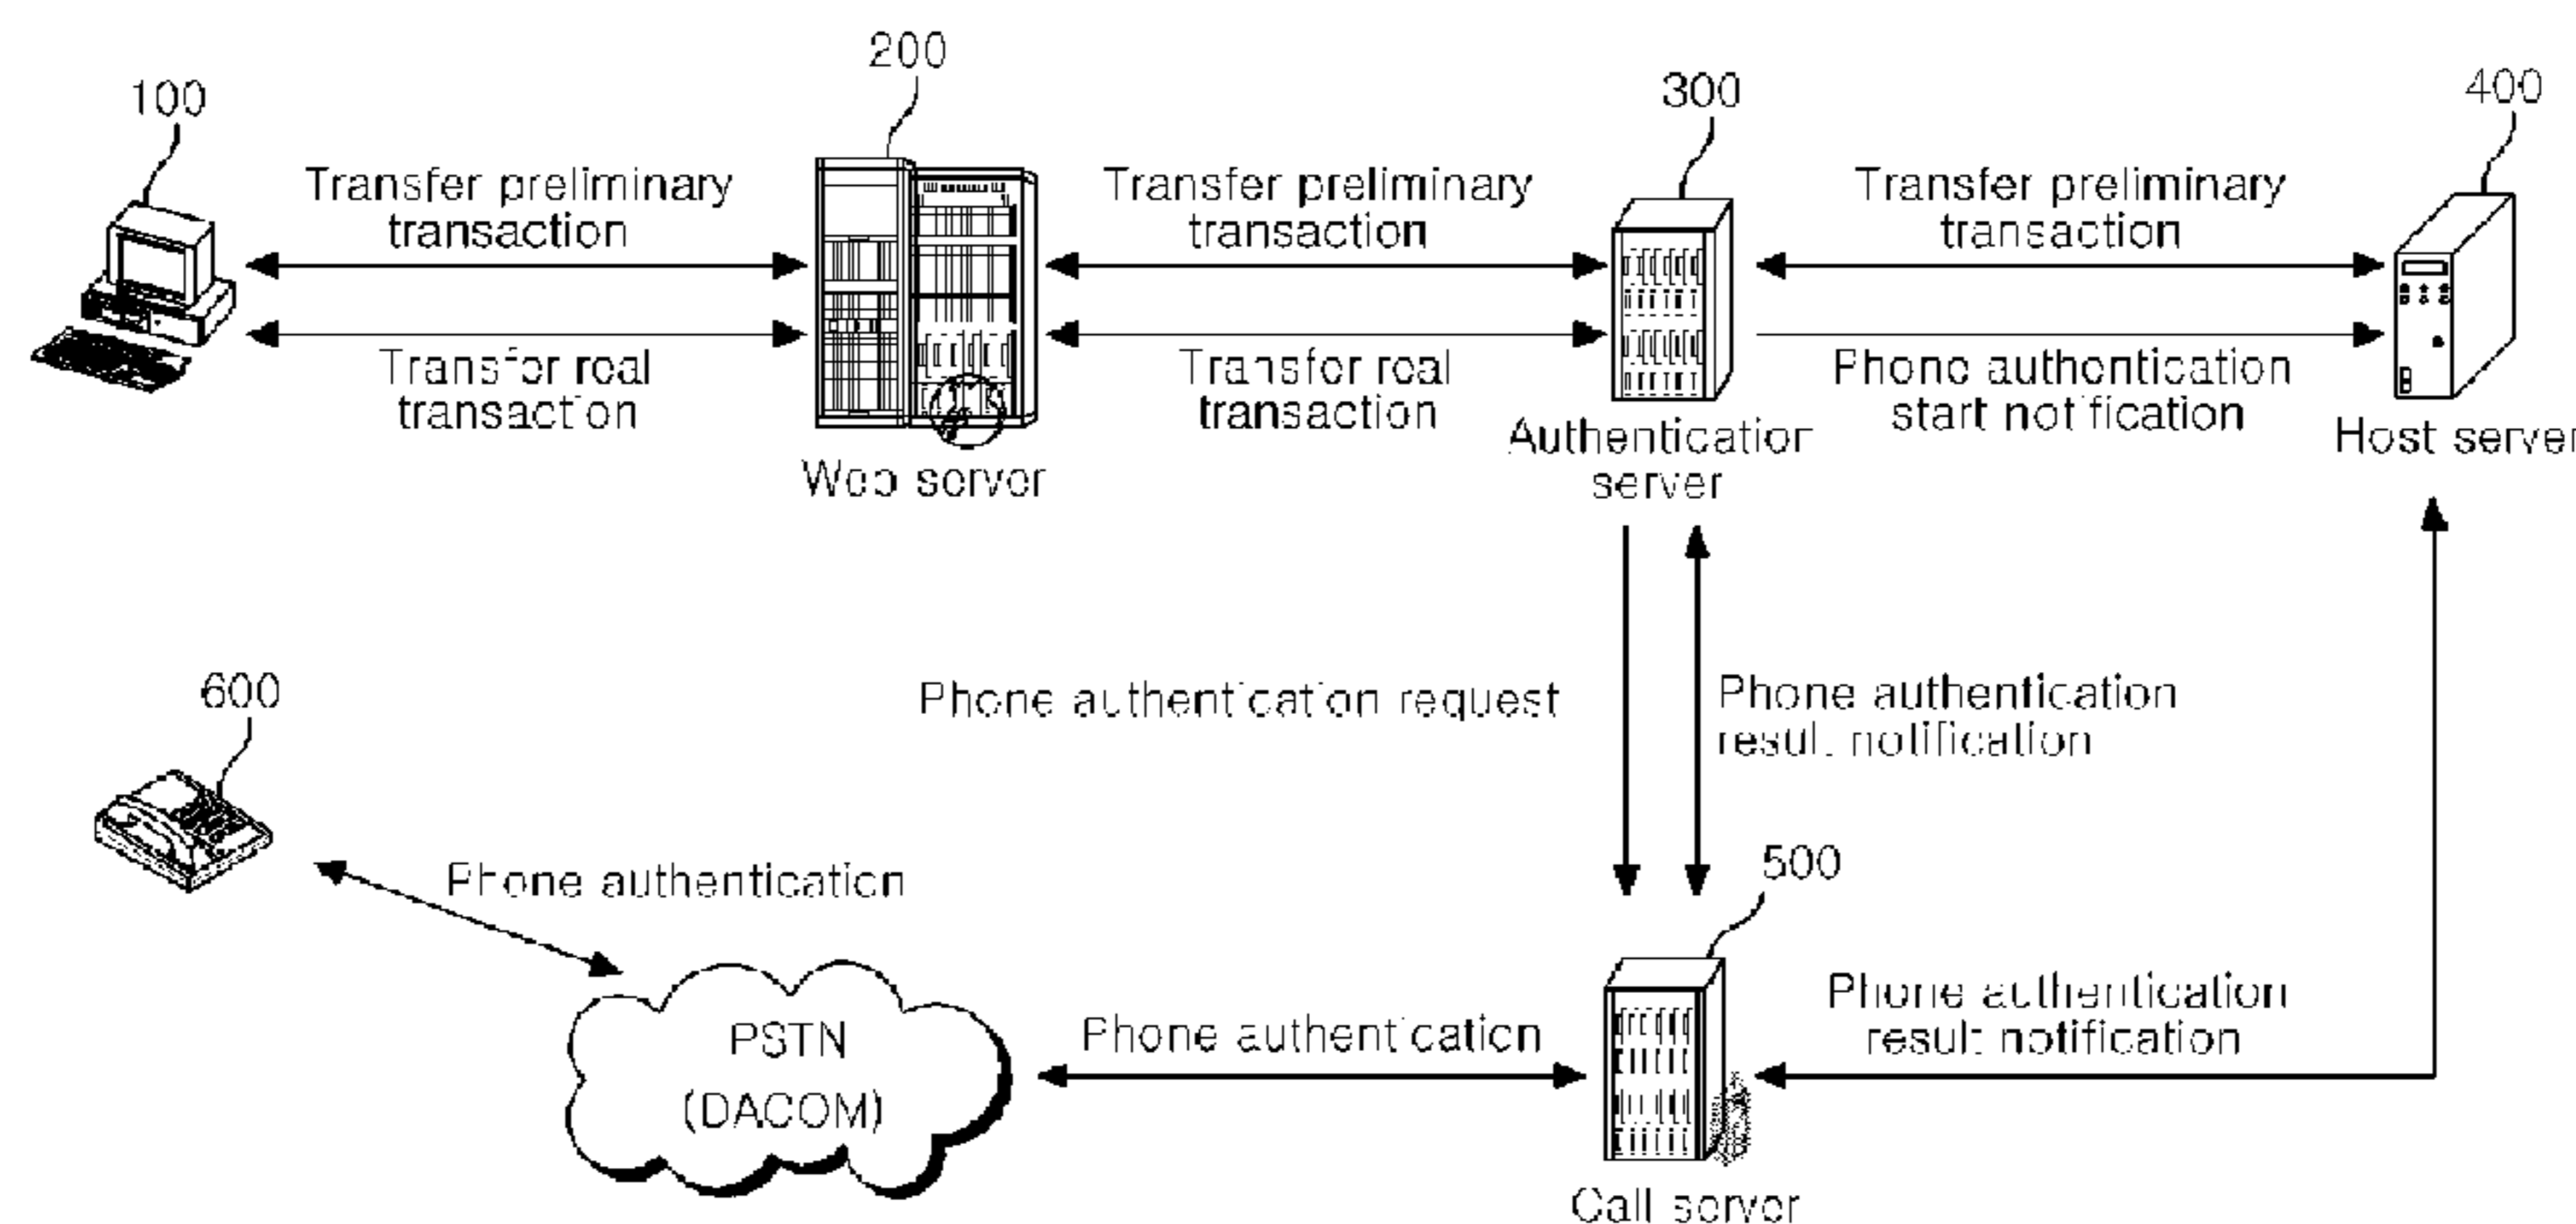 100
200
300
400
Transfer preliminary
transaction
Transfer preliminary
transaction
Transfer preliminary
transaction
Transfer real
transaction
Transfer real
transaction
Phone authentication
start notification
Web server
Authentication
server
Host server
600
Phone authentication request
Phone authentication
result notification
Phone authentication
500
PSTN
(DACOM)
Phone authentication
Phone authentication
result notification
Call server